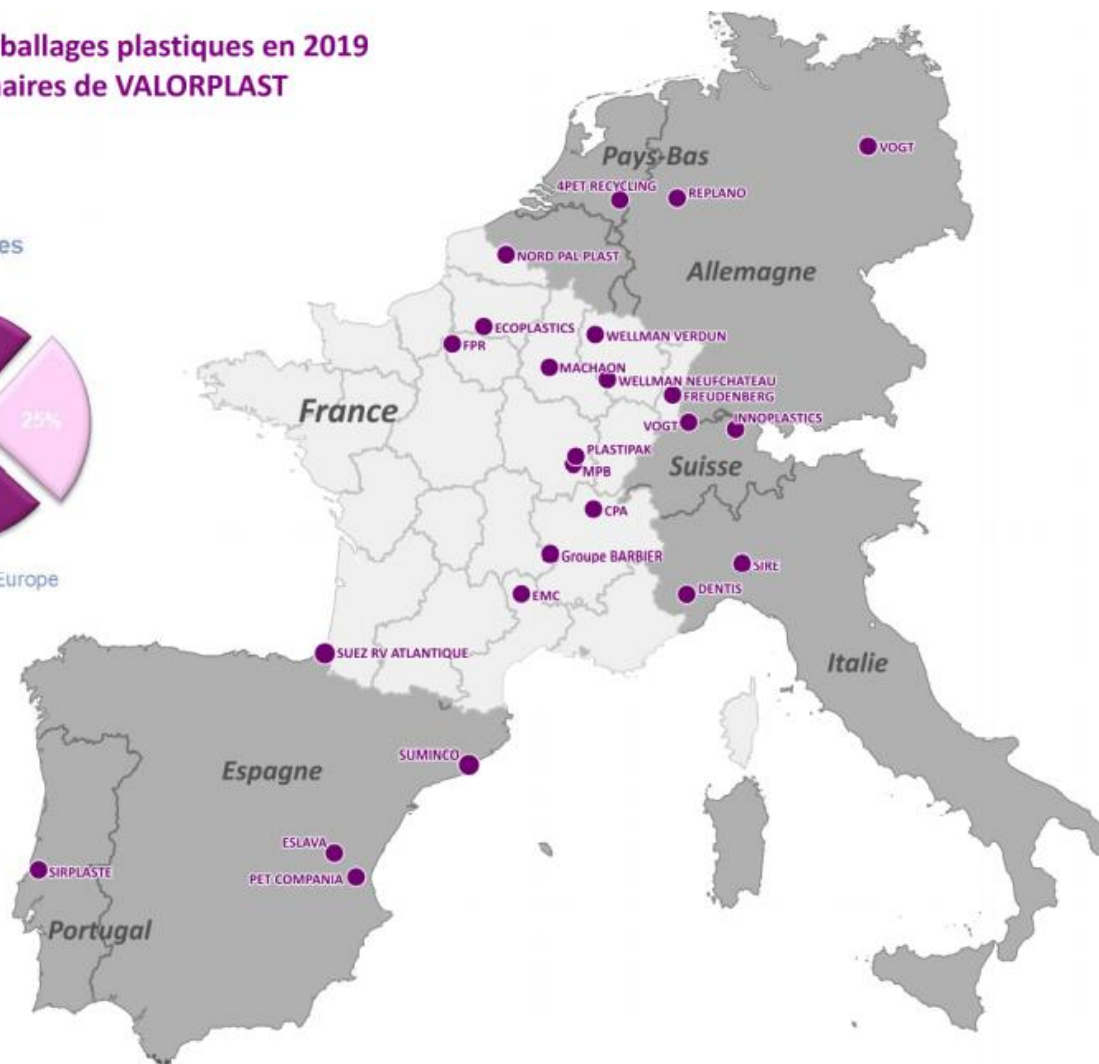 ballages plastiques en 2019
aires de VALORPLAST
es
25%
Europe
Pays-Bas
VOGT
4PET RECYCLING
REPLANO
NORD PAL PLAST
Allemagne
ECOPLASTICS
WELLMAN VERDUN
FPR
MACHAON
WELLMAN NEUFCHATEAU
FREUDENBERG
France
VOGT
INNOPLASTICS
PLASTIPAK
MPB
Suisse
CPA
Groupe BARBIER
SIRE
EMC
DENTIS
SUEZ RV ATLANTIQUE
Italie
SUMINCO
Espagne
ESLAVA
SIRPLASTE
PET COMPANIA
Portugal